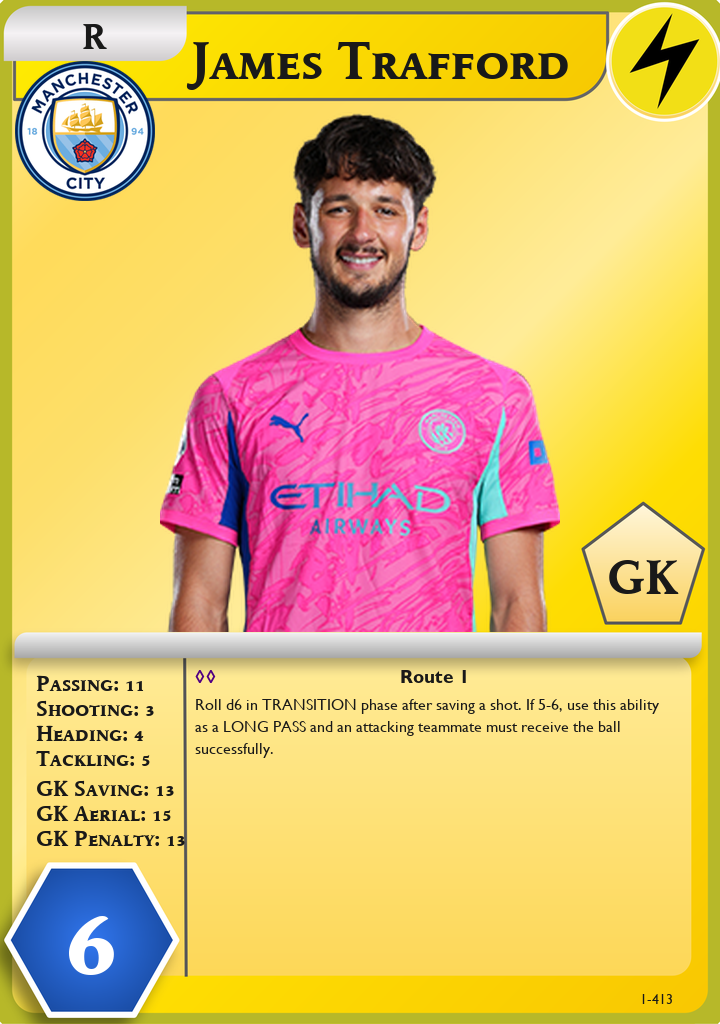 R
James Trafford
MANCHESTER
18 94
CITY
ETIHAD
AIRWAYS
GK
Passing: 11
Shooting: 3
Heading: 4
Tackling: 5
GK Saving: 13
GK Aerial: 15
GK Penalty: 13
6
Route 1
Roll d6 in TRANSITION phase after saving a shot. If 5-6, use this ability
as a LONG PASS and an attacking teammate must receive the ball
successfully.
1-413